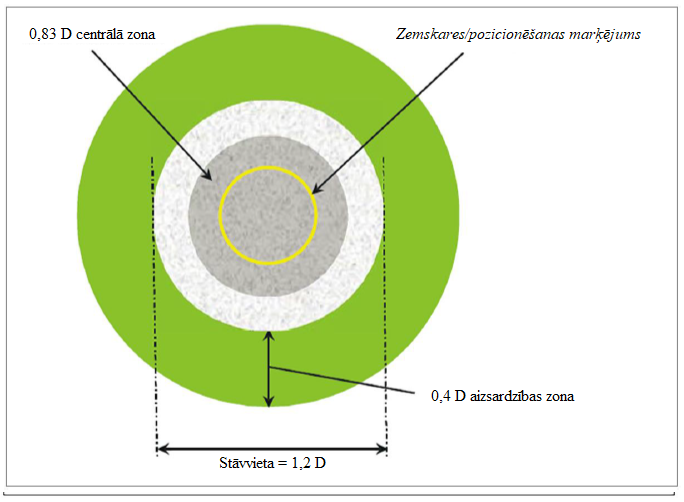 0,83 D centrālā zona
Zemskares/pozicionēšanas marķējums
0,4 D aizsardzības zona
Stāvvieta = 1,2 D